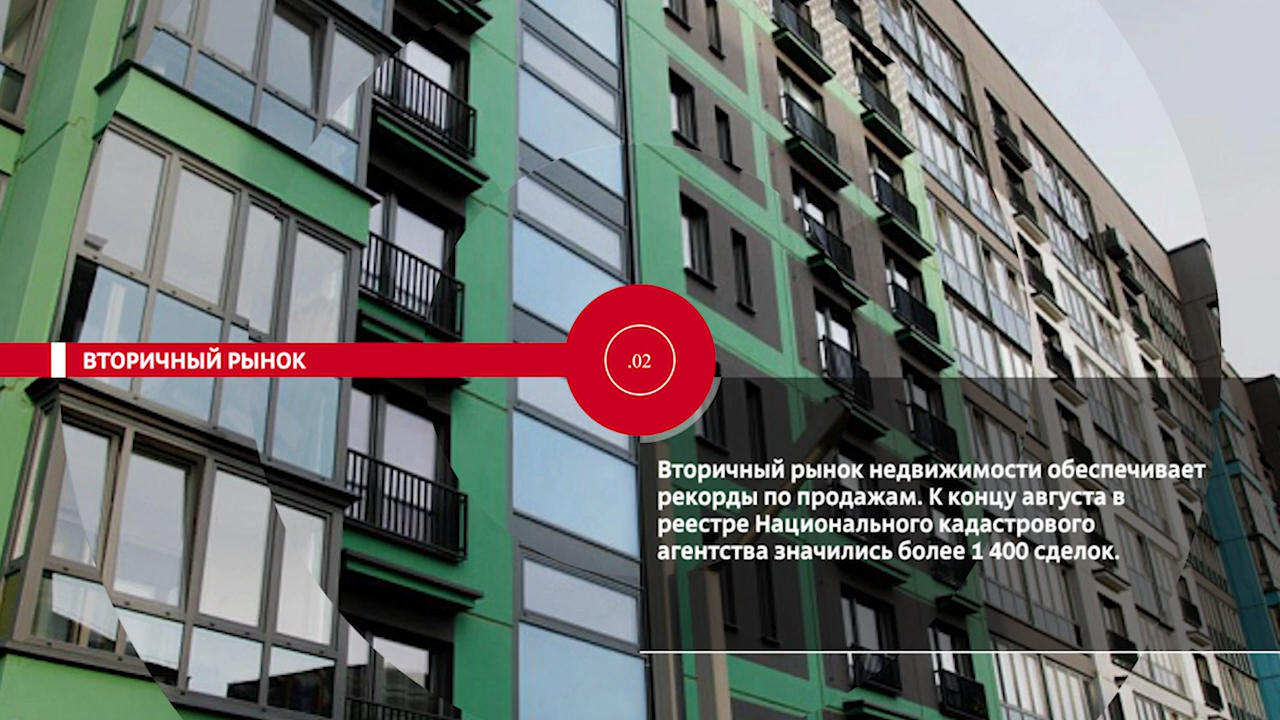 ВТОРИЧНЫЙ РЫНОК
.02
Вторичный рынок недвижимости обеспечивает
рекорды по продажам. К концу августа в
реестре Национального кадастрового
агентства значились более 1 400 сделок.